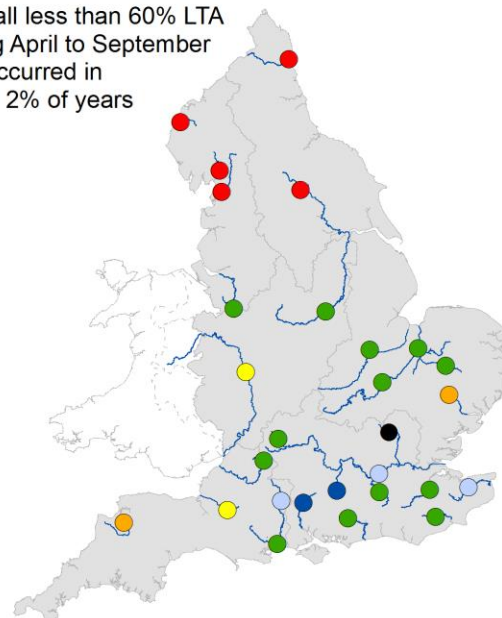 all less than 60% LTA
April to September
ccurred in
2% of years